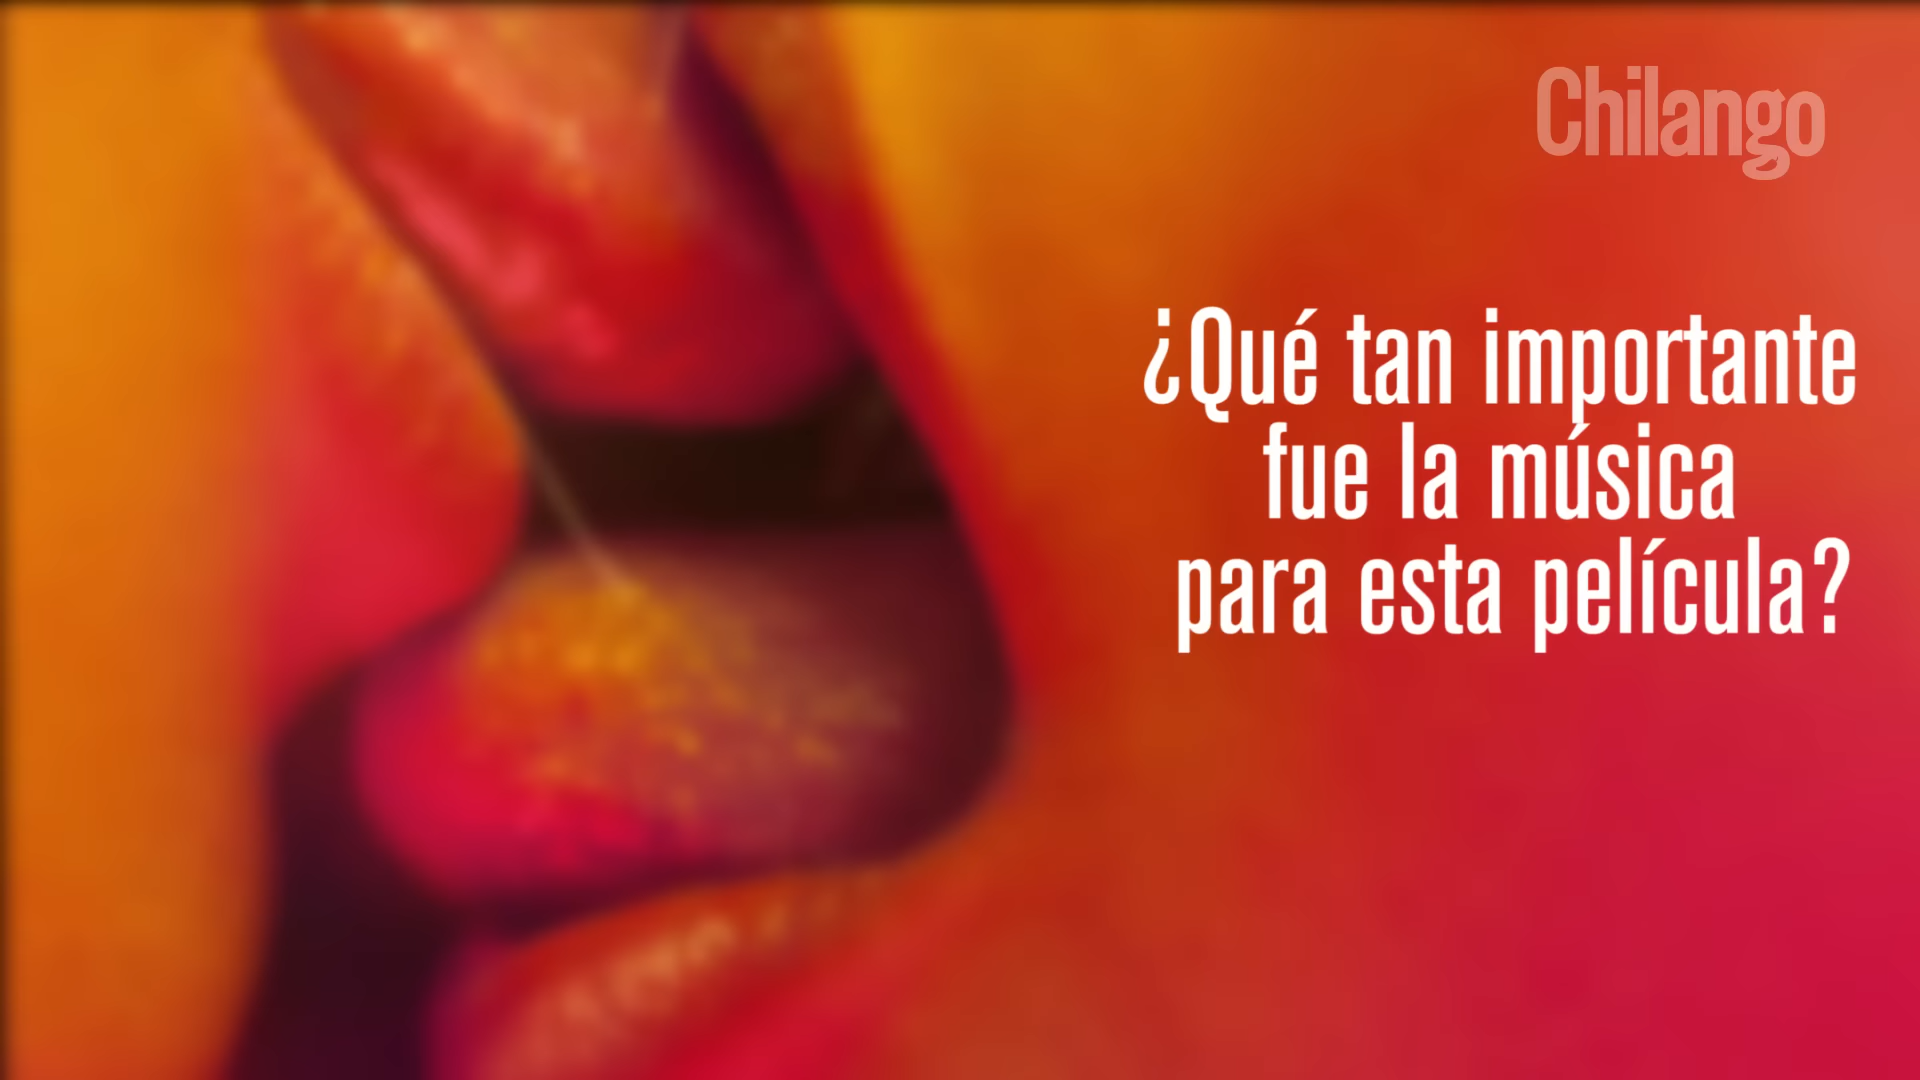 Chilango
¿Qué tan importante
fue la música
para esta película?